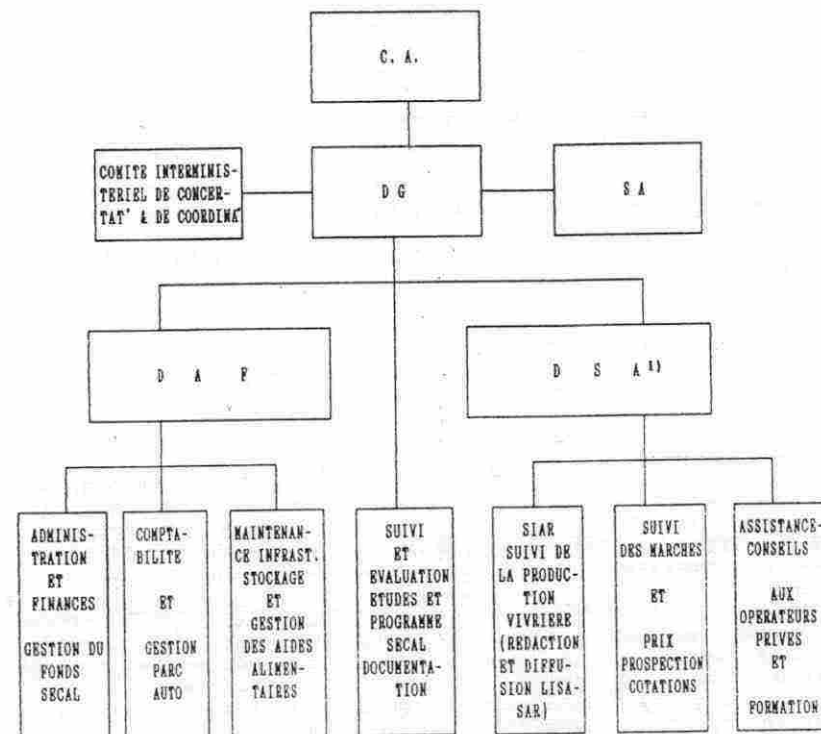 C. A.
COMITE INTERMINIS-
TERIEL DE CONCER-
TAT' & DE COORDINA'
D G
S A
D A F
D S A 1)
ADMINIS-
TRATION
ET
FINANCES
GESTION DU
FONDS
SECAL
COMPTA-
BILITE
ET
GESTION
PARC
AUTO
MAINTENAN-
CE INFRAST.
STOCKAGE
ET
GESTION
DES AIDES
ALIMEN-
TAIRES
SUIVI
ET
EVALUATION
ETUDES ET
PROGRAMME
SECAL
DOCUMENTA-
TION
SIAR
SUIVI DE
LA PRODUC-
TION
VIVRIERE
(REDACTION
ET DIFFU-
SION LISA-
SAR)
SUIVI
DES MARCHES
ET
PRIX
PROSPECTION
COTATIONS
ASSISTANCE-
CONSEILS
AUX
OPERATEURS
PRIVES
ET
FORMATION